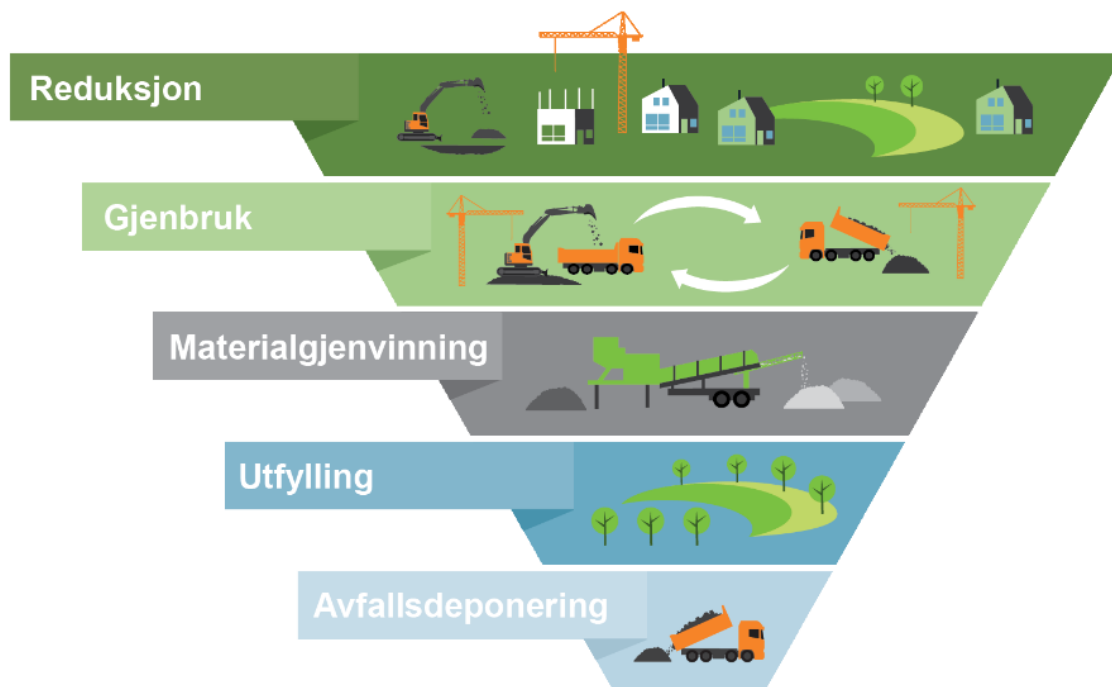 Reduksjon
Gjenbruk
Materialgjenvinning
Utfylling
Avfallsdeponering